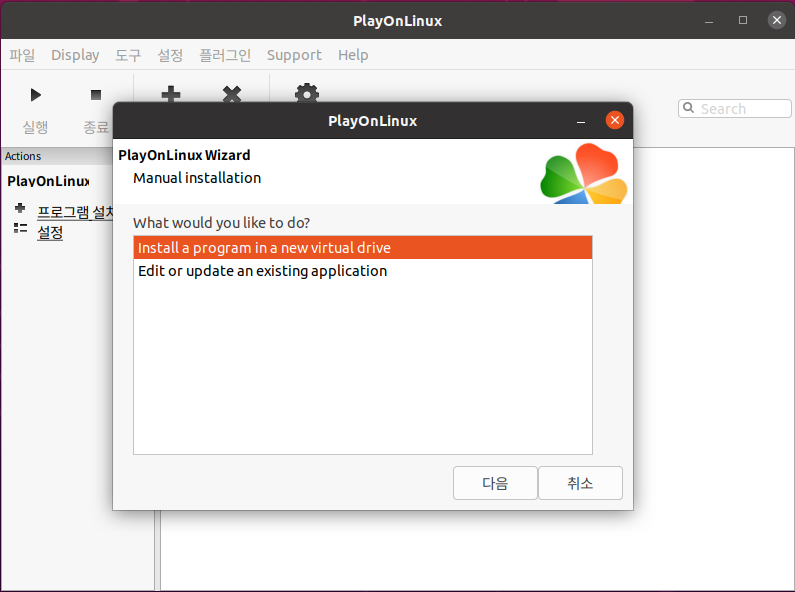 PlayOnLinux
파일 Display 도구 설정 플러그인 Support Help
실행 종료
Search
Actions
PlayOnLinux
프로그램 설치
설정
PlayOnLinux
PlayOnLinux Wizard
Manual installation
What would you like to do?
Install a program in a new virtual drive
Edit or update an existing application
다음 취소